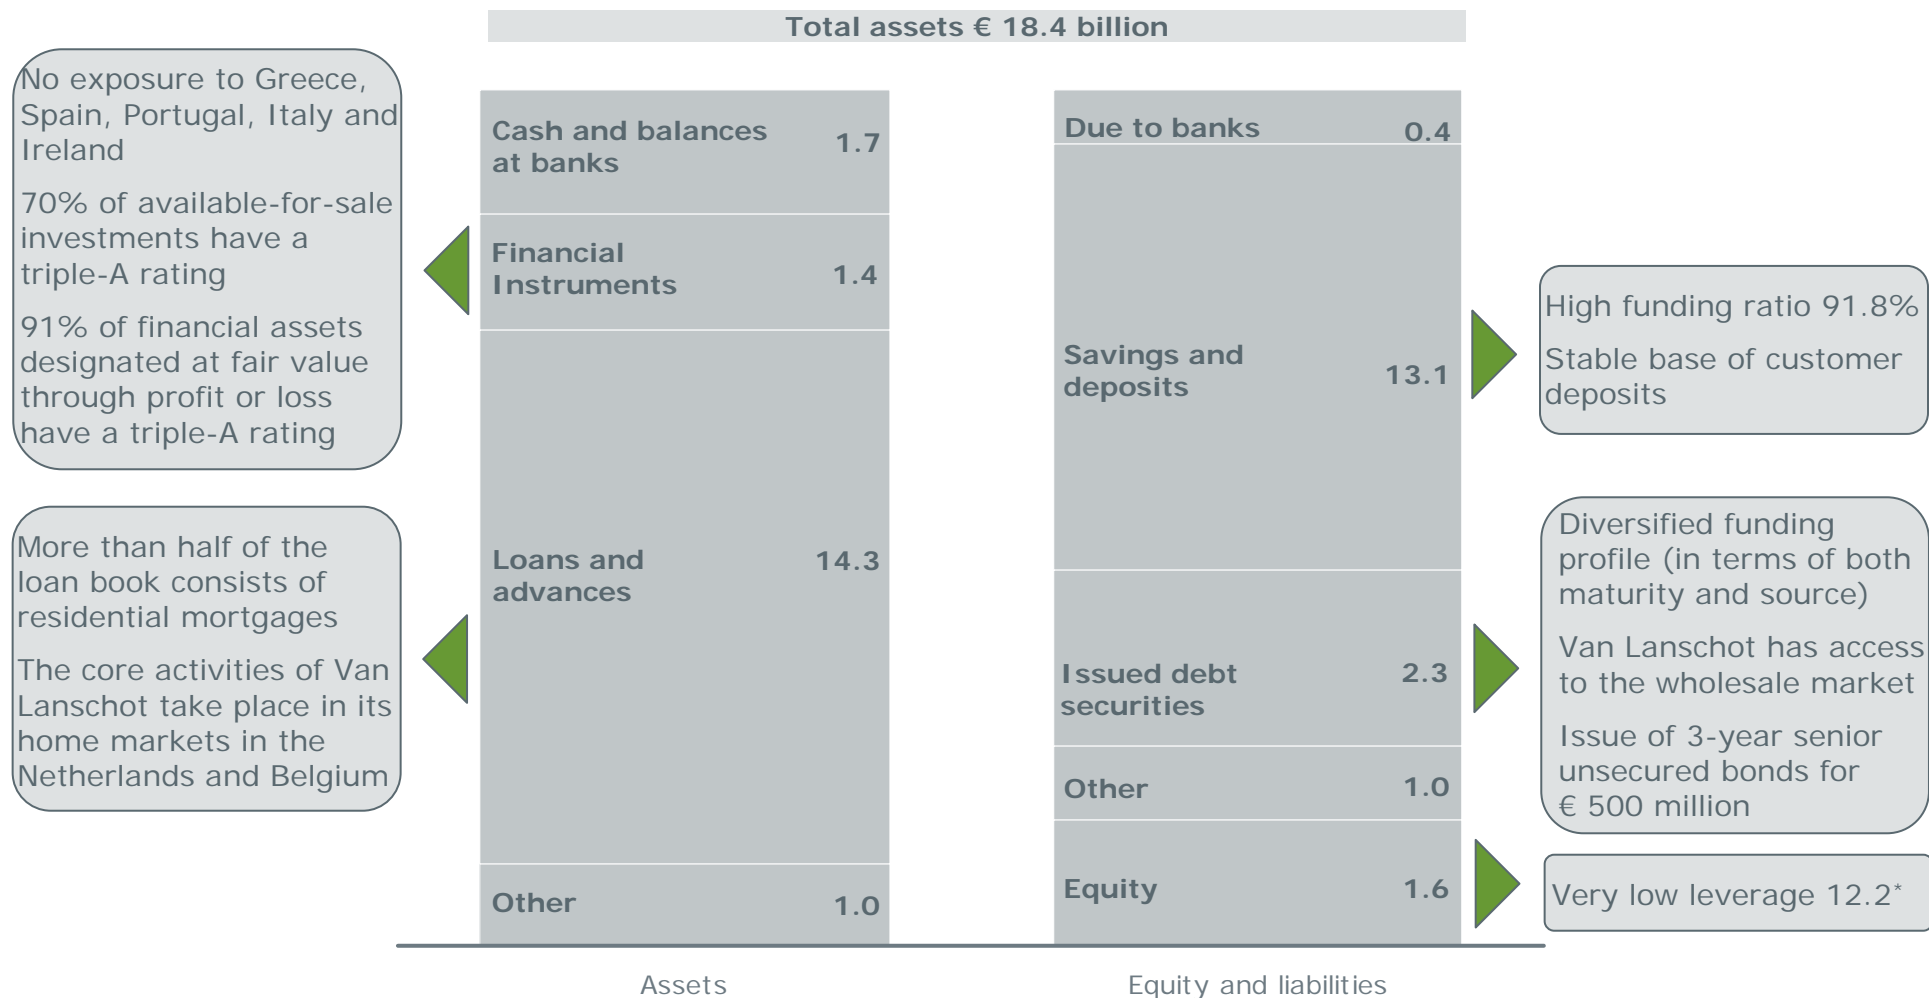 Total assets € 18.4 billion
No exposure to Greece,
Spain, Portugal, Italy and
Ireland
70% of available-for-sale
investments have a
triple-A rating
91% of financial assets
designated at fair value
through profit or loss
have a triple-A rating
More than half of the
loan book consists of
residential mortgages
The core activities of Van
Lanschot take place in its
home markets in the
Netherlands and Belgium
Cash and balances
at banks
1.7
Financial
Instruments
1.4
Loans and
advances
14.3
Other
1.0
Assets
Due to banks
0.4
Savings and
deposits
13.1
Issued debt
securities
2.3
Other
1.0
Equity
1.6
Equity and liabilities
High funding ratio 91.8%
Stable base of customer
deposits
Diversified funding
profile (in terms of both
maturity and source)
Van Lanschot has access
to the wholesale market
Issue of 3-year senior
unsecured bonds for
€ 500 million
Very low leverage 12.2*